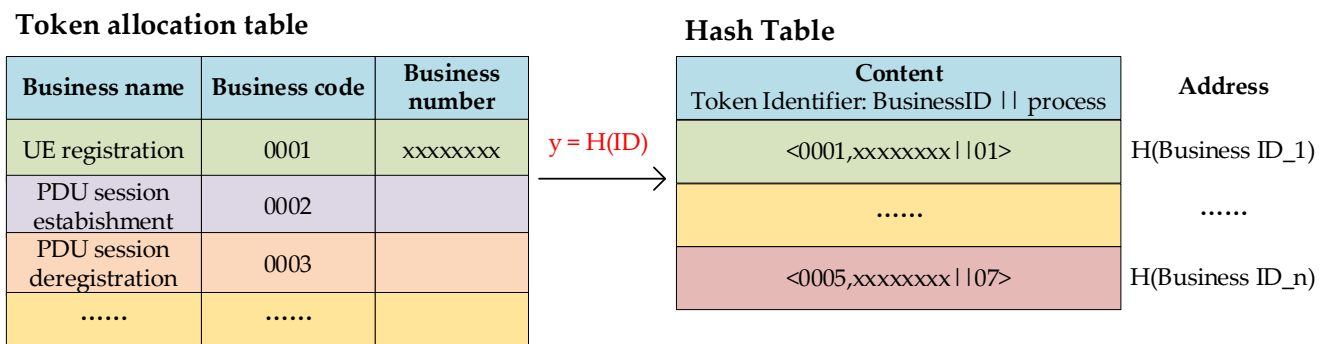 Token allocation table
Business name
Business code
Business
number
UE registration
0001
xxxxxxxx
PDU session
estabishment
0002
PDU session
deregistration
0003
......
......
y = H(ID)
Hash Table
Content
Token Identifier: BusinessID || process
Address
<0001,xxxxxxxx||01>
H(Business ID_1)
......
......
<0005,xxxxxxxx||07>
H(Business ID_n)